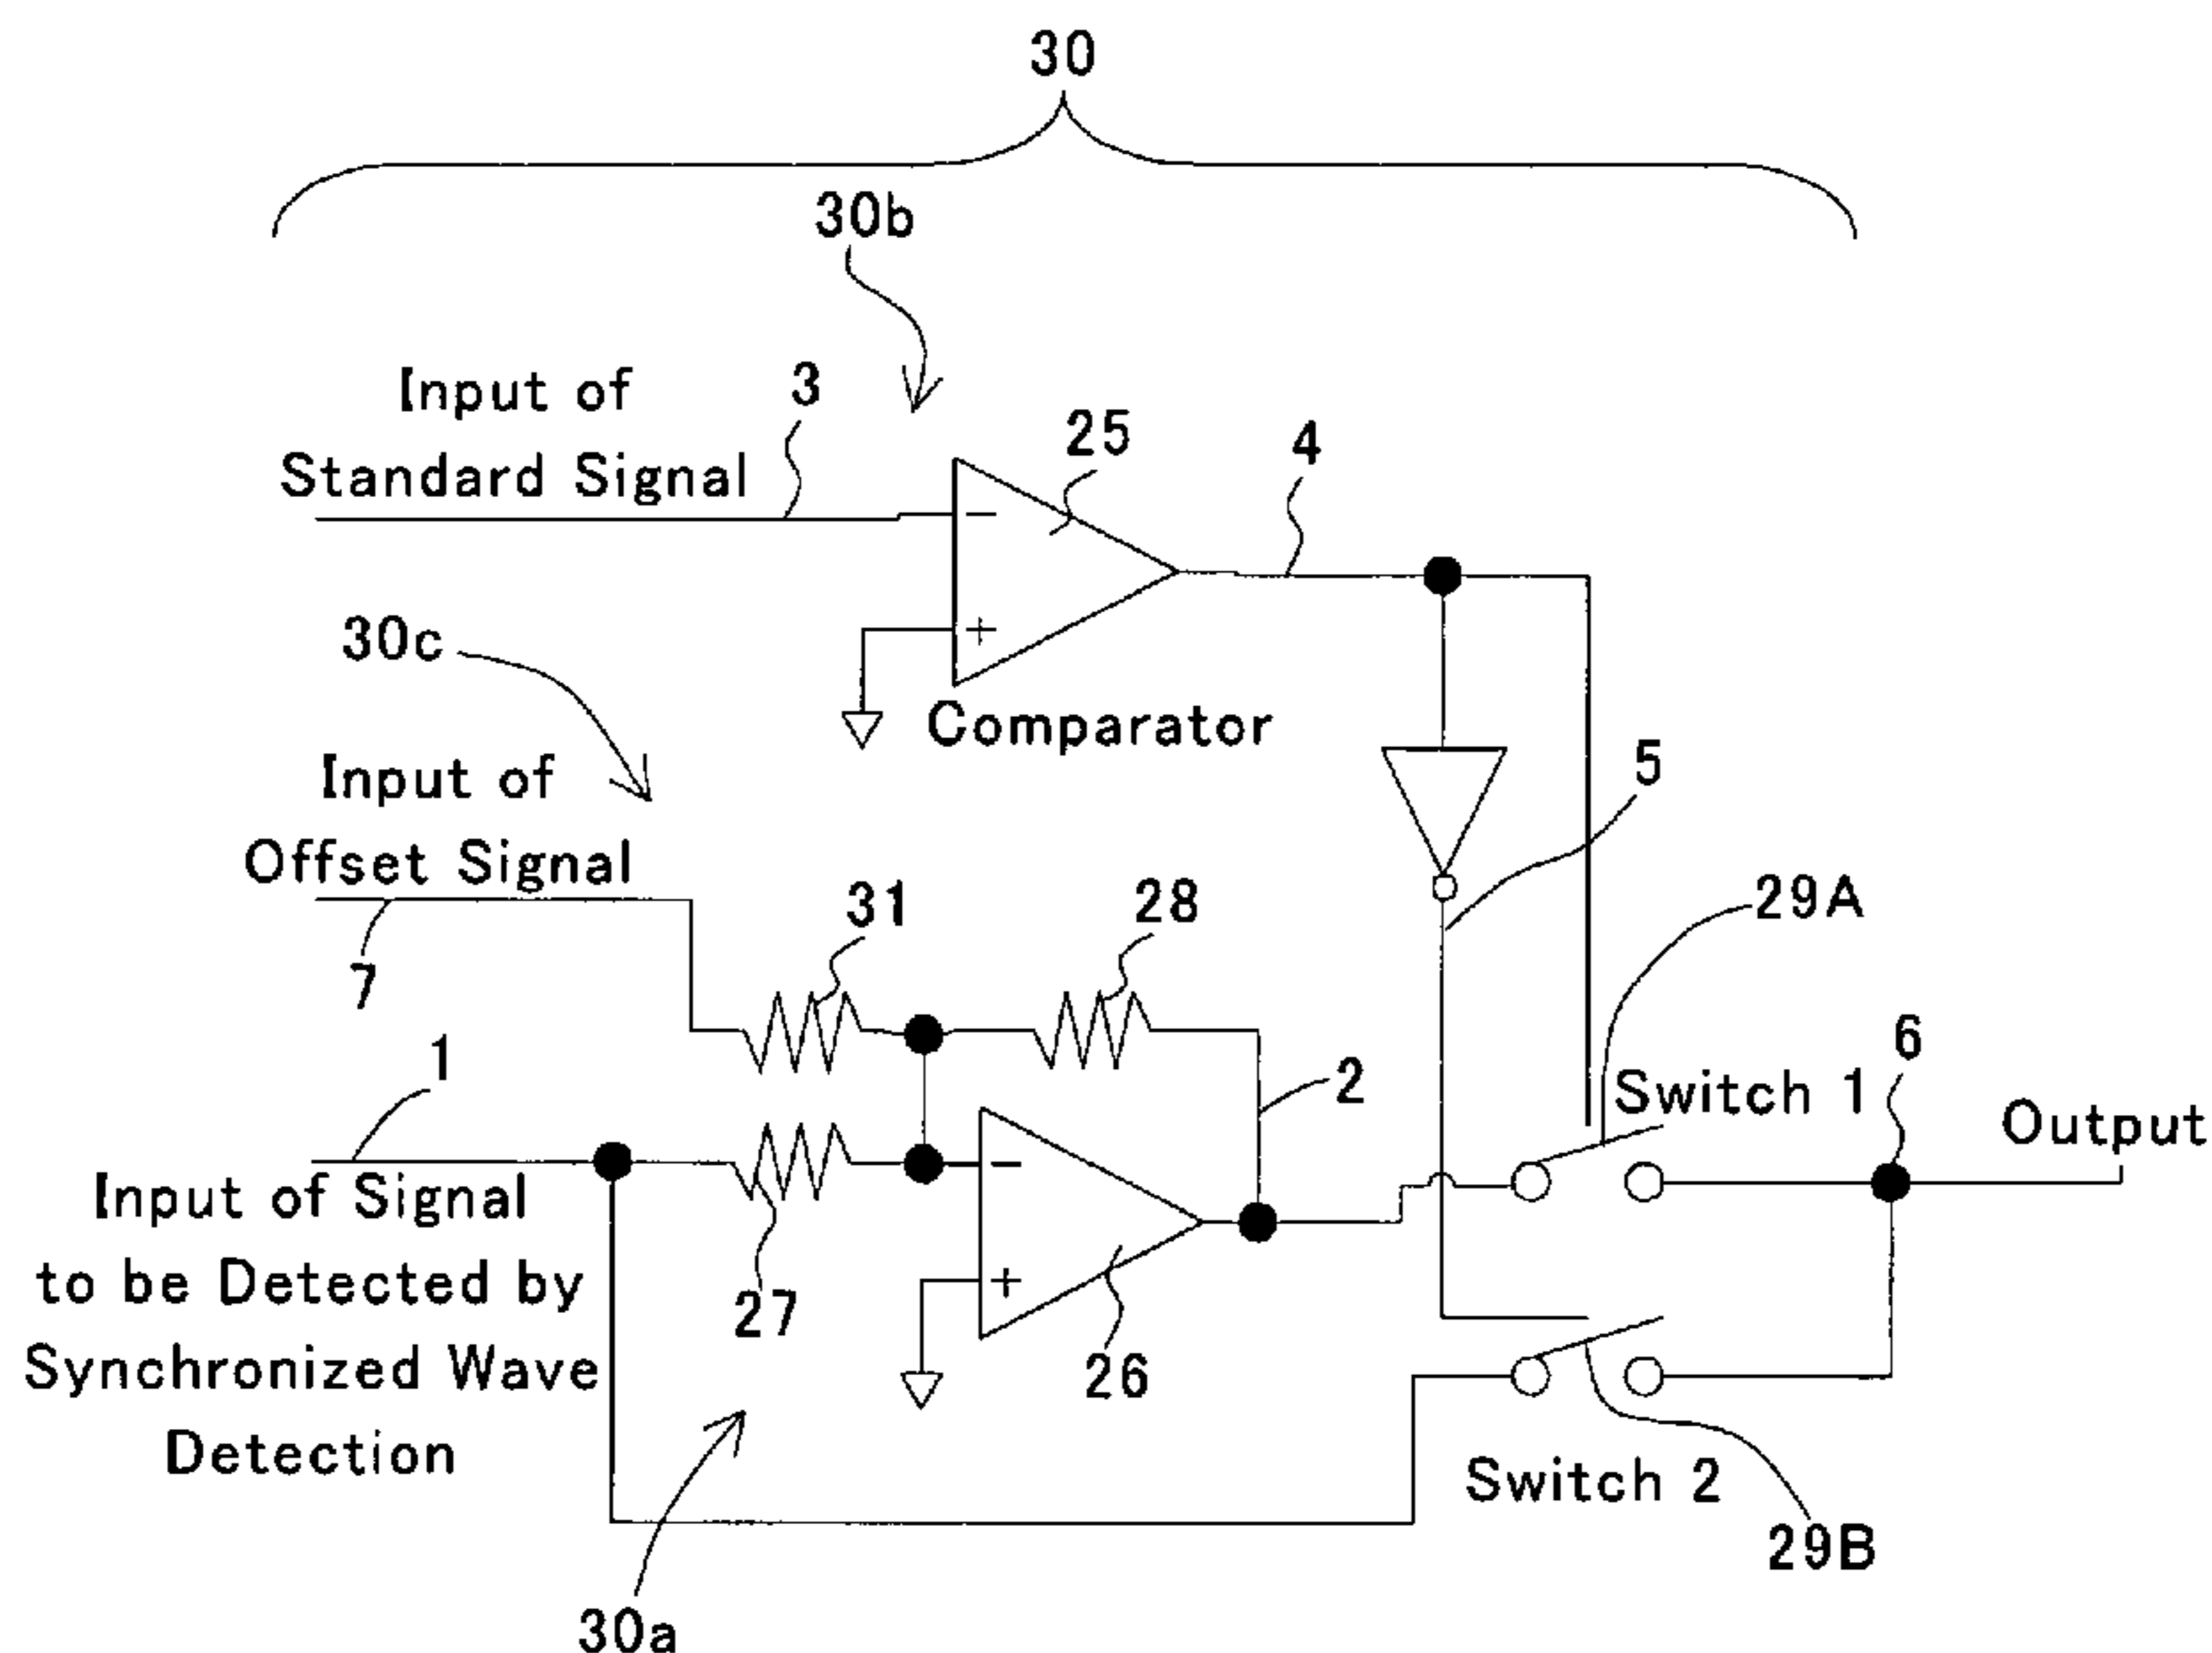 30
30b
Input of
Standard Signal
3
25
4
30c
Comparator
Input of
Offset Signal
5
7
31
28
29A
1
2
Switch 1
6
Output
Input of Signal
to be Detected by
Synchronized Wave
Detection
27
26
Switch 2
29B
30a